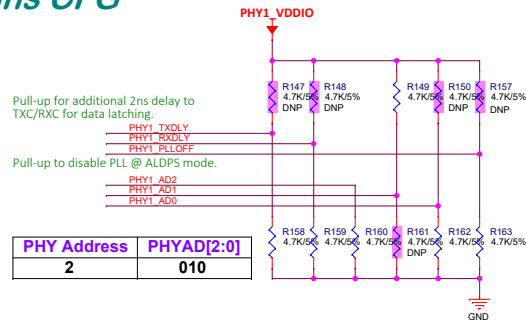 PHY1_VDDIO
R147
4.7K/5%
DNP
R148
4.7K/5%
DNP
R149
4.7K/5%
R150
4.7K/5%
DNP
R157
4.7K/5%
DNP
Pull-up for additional 2ns delay to
TXC/RXC for data latching.
PHY1_TXDLY
PHY1_RXDLY
PHY1_PLLOFF
Pull-up to disable PLL @ ALDPS mode.
PHY1_AD2
PHY1_AD1
PHY1_AD0
R158
4.7K/5%
R159
4.7K/5%
R160
4.7K/5%
R161
4.7K/5%
DNP
R162
4.7K/5%
R163
4.7K/5%
PHY Address PHYAD[2:0]
2 010
GND